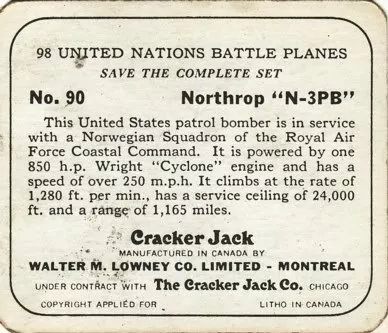 98 UNITED NATIONS BATTLE PLANES
SAVE THE COMPLETE SET
No. 90 Northrop "N-3PB"
This United States patrol bomber is in service
with a Norwegian Squadron of the Royal Air
Force Coastal Command. It is powered by one
850 h.p. Wright "Cyclone" engine and has a
speed of over 250 m.p.h. It climbs at the rate of
1,280 ft. per min., has a service ceiling of 24,000
ft. and a range of 1,165 miles.
Cracker Jack
MANUFACTURED IN CANADA BY
WALTER M. LOWNEY CO. LIMITED - MONTREAL
UNDER CONTRACT WITH The Cracker Jack Co. CHICAGO
COPYRIGHT APPLIED FOR LITHO IN CANADA